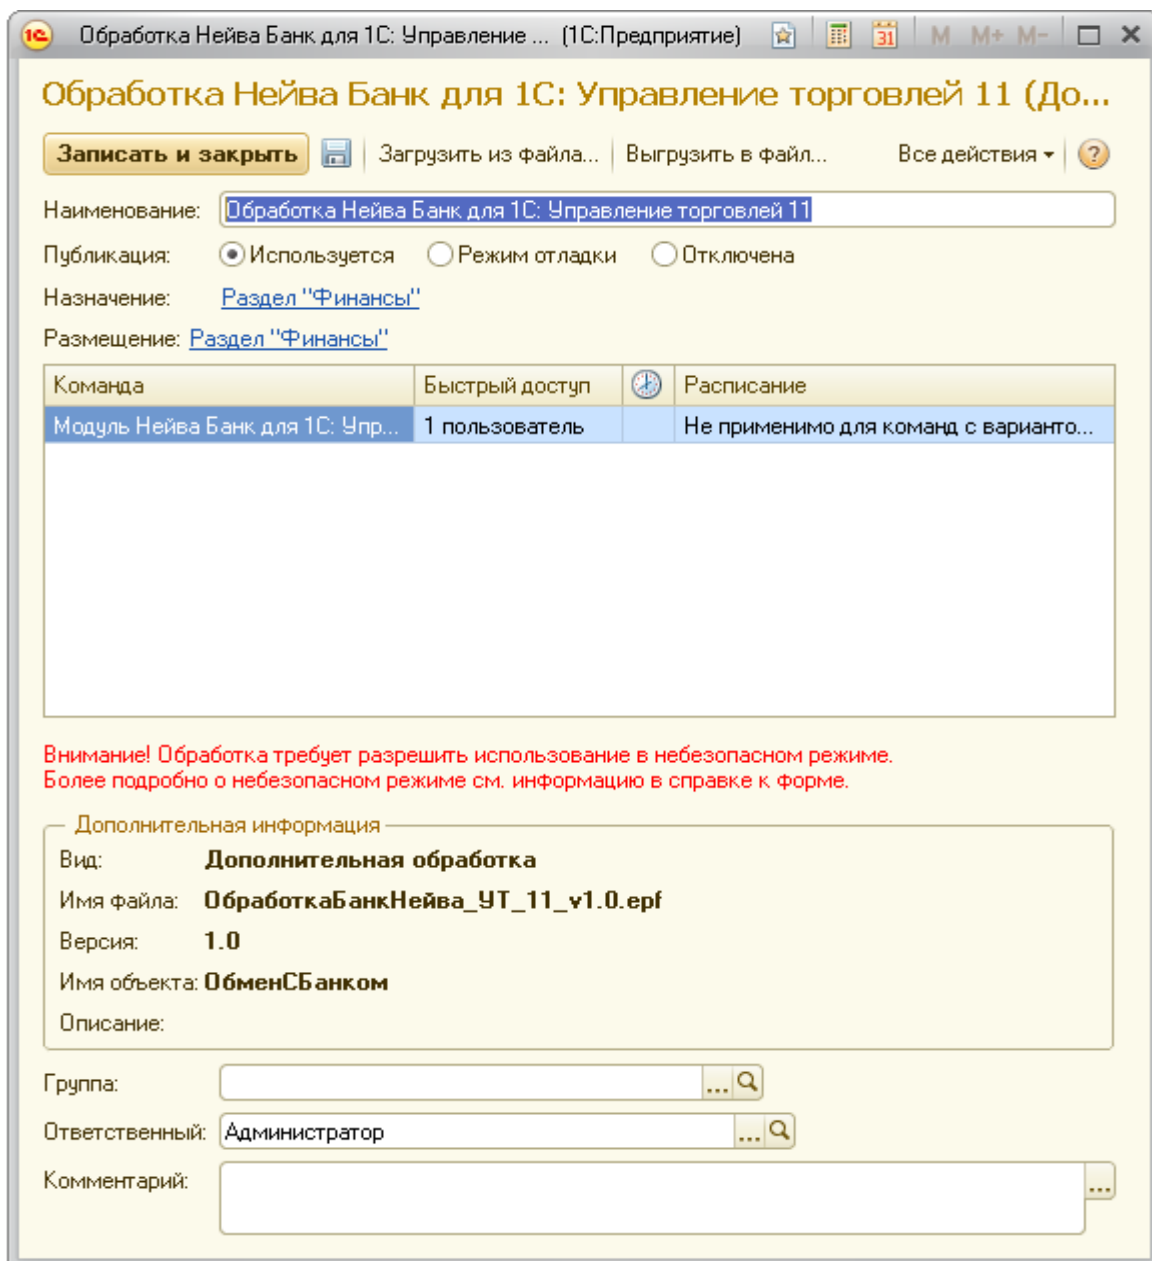 1С Обработка Нейва Банк для 1С: Управление ... (1С:Предприятие) 31 M M+ M-
Обработка Нейва Банк для 1С: Управление торговлей 11 (До...
Записать и закрыть Загрузить из файла... Выгрузить в файл... Все действия ?
Наименование: Обработка Нейва Банк для 1С: Управление торговлей 11
Публикация: Используется Режим отладки Отключена
Назначение: Раздел "Финансы"
Размещение: Раздел "Финансы"
Команда Быстрый доступ Расписание
Модуль Нейва Банк для 1С: Упр... 1 пользователь Не применимо для команд с варианто...
Внимание! Обработка требует разрешить использование в небезопасном режиме.
Более подробно о небезопасном режиме см. информацию в справке к форме.
Дополнительная информация
Вид: Дополнительная обработка
Имя файла: ОбработкаБанкНейва_УТ_11_v1.0.epf
Версия: 1.0
Имя объекта: ОбменСБанком
Описание:
Группа: ...
Ответственный: Администратор ...
Комментарий: ...